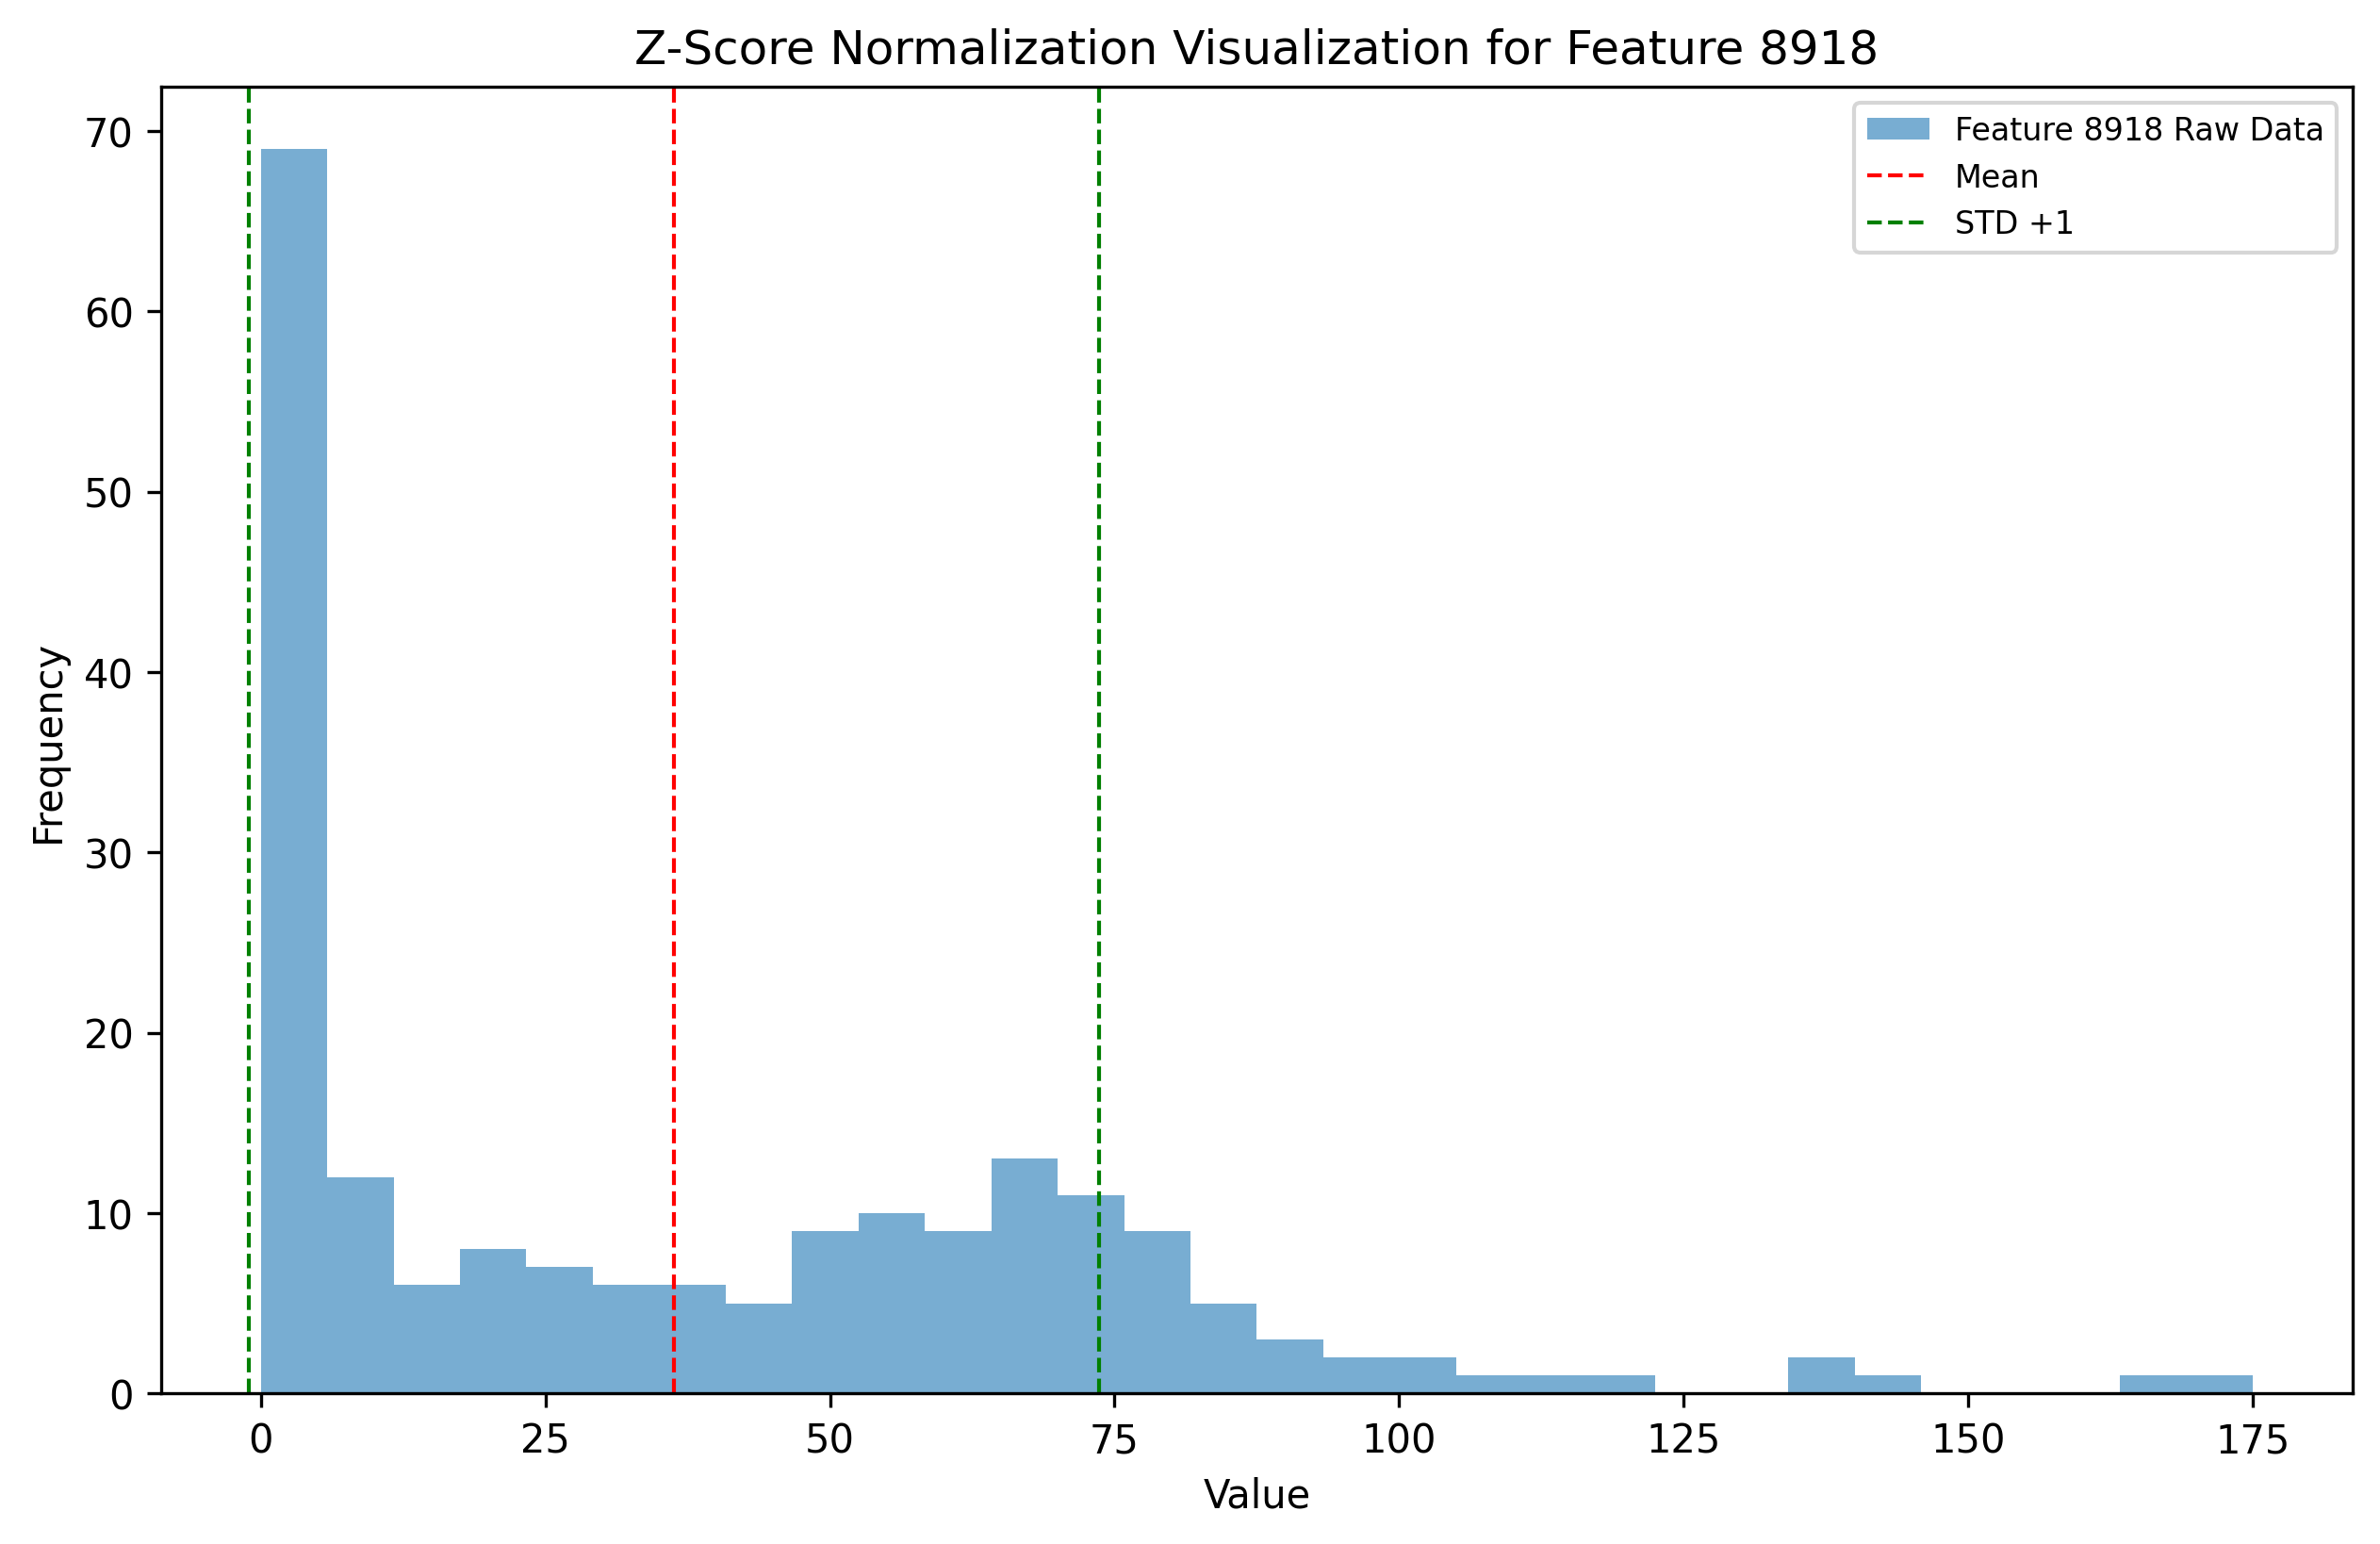 Z-Score Normalization Visualization for Feature 8918
Feature 8918 Raw Data
Mean
STD +1
70
60
50
40
30
20
10
0
Frequency
0 25 50 75 100 125 150 175
Value